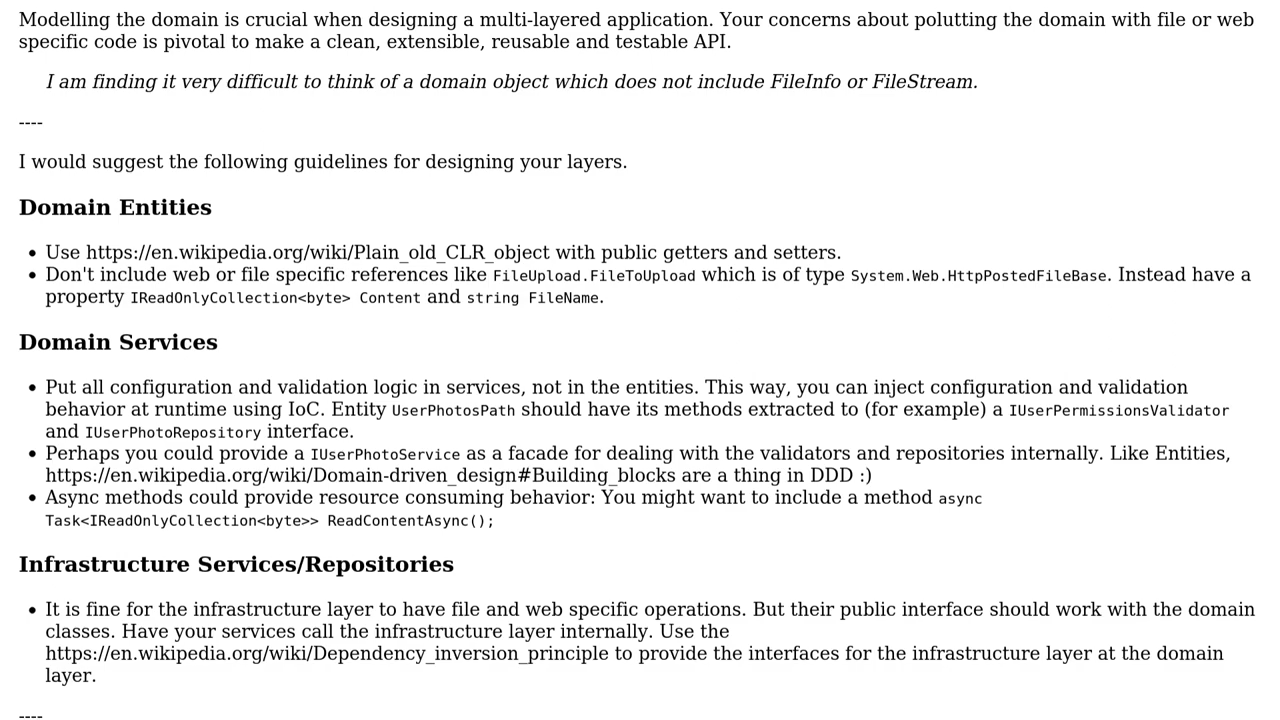 Modelling the domain is crucial when designing a multi-layered application. Your concerns about polutting the domain with file or web
specific code is pivotal to make a clean, extensible, reusable and testable API.
I am finding it very difficult to think of a domain object which does not include FileInfo or FileStream.
----
I would suggest the following guidelines for designing your layers.
Domain Entities
• Use https://en.wikipedia.org/wiki/Plain_old_CLR_object with public getters and setters.
• Don't include web or file specific references like FileUpload.FileToUpload which is of type System.Web.HttpPostedFileBase. Instead have a
property IReadOnlyCollection<byte> Content and string FileName.
Domain Services
• Put all configuration and validation logic in services, not in the entities. This way, you can inject configuration and validation
behavior at runtime using IoC. Entity UserPhotosPath should have its methods extracted to (for example) a IUserPermissionsValidator
and IUserPhotoRepository interface.
• Perhaps you could provide a IUserPhotoService as a facade for dealing with the validators and repositories internally. Like Entities,
https://en.wikipedia.org/wiki/Domain-driven_design#Building_blocks are a thing in DDD :)
• Async methods could provide resource consuming behavior: You might want to include a method async
Task<IReadOnlyCollection<byte>> ReadContentAsync();
Infrastructure Services/Repositories
• It is fine for the infrastructure layer to have file and web specific operations. But their public interface should work with the domain
classes. Have your services call the infrastructure layer internally. Use the
https://en.wikipedia.org/wiki/Dependency_inversion_principle to provide the interfaces for the infrastructure layer at the domain
layer.
----